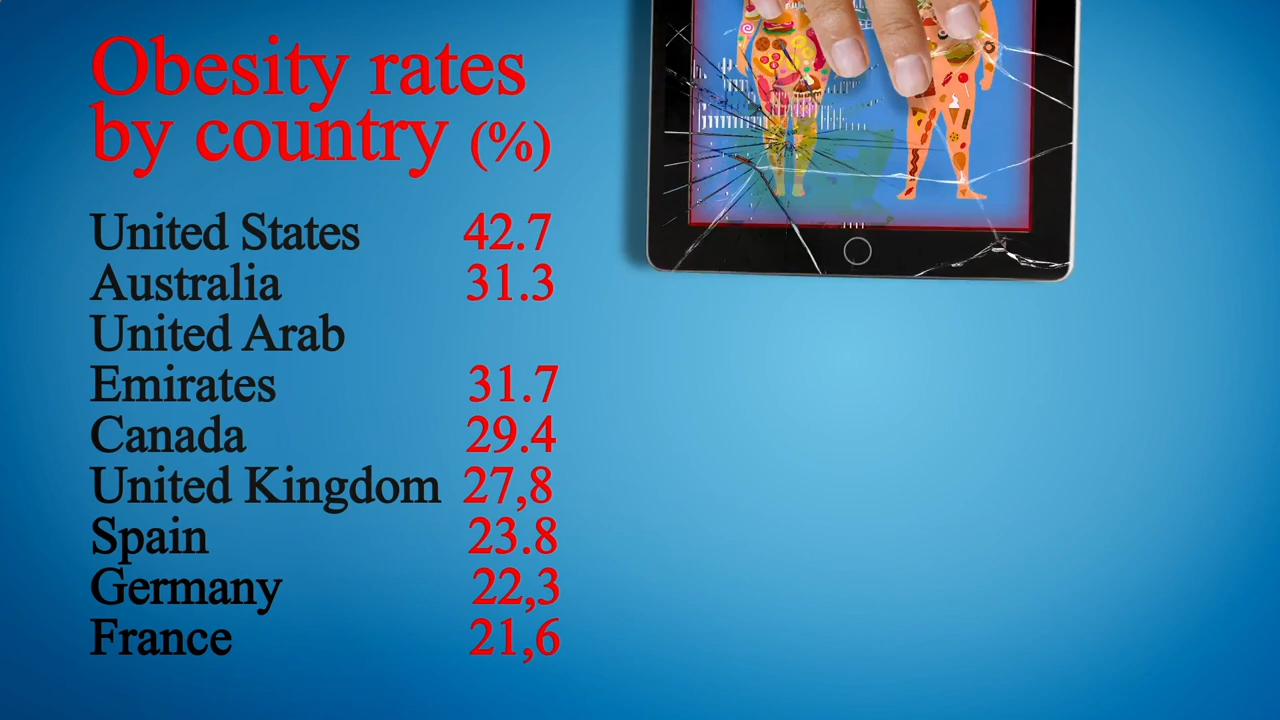 Obesity rates
by country (%)
United States 42.7
Australia 31.3
United Arab
Emirates 31.7
Canada 29.4
United Kingdom 27,8
Spain 23.8
Germany 22,3
France 21,6